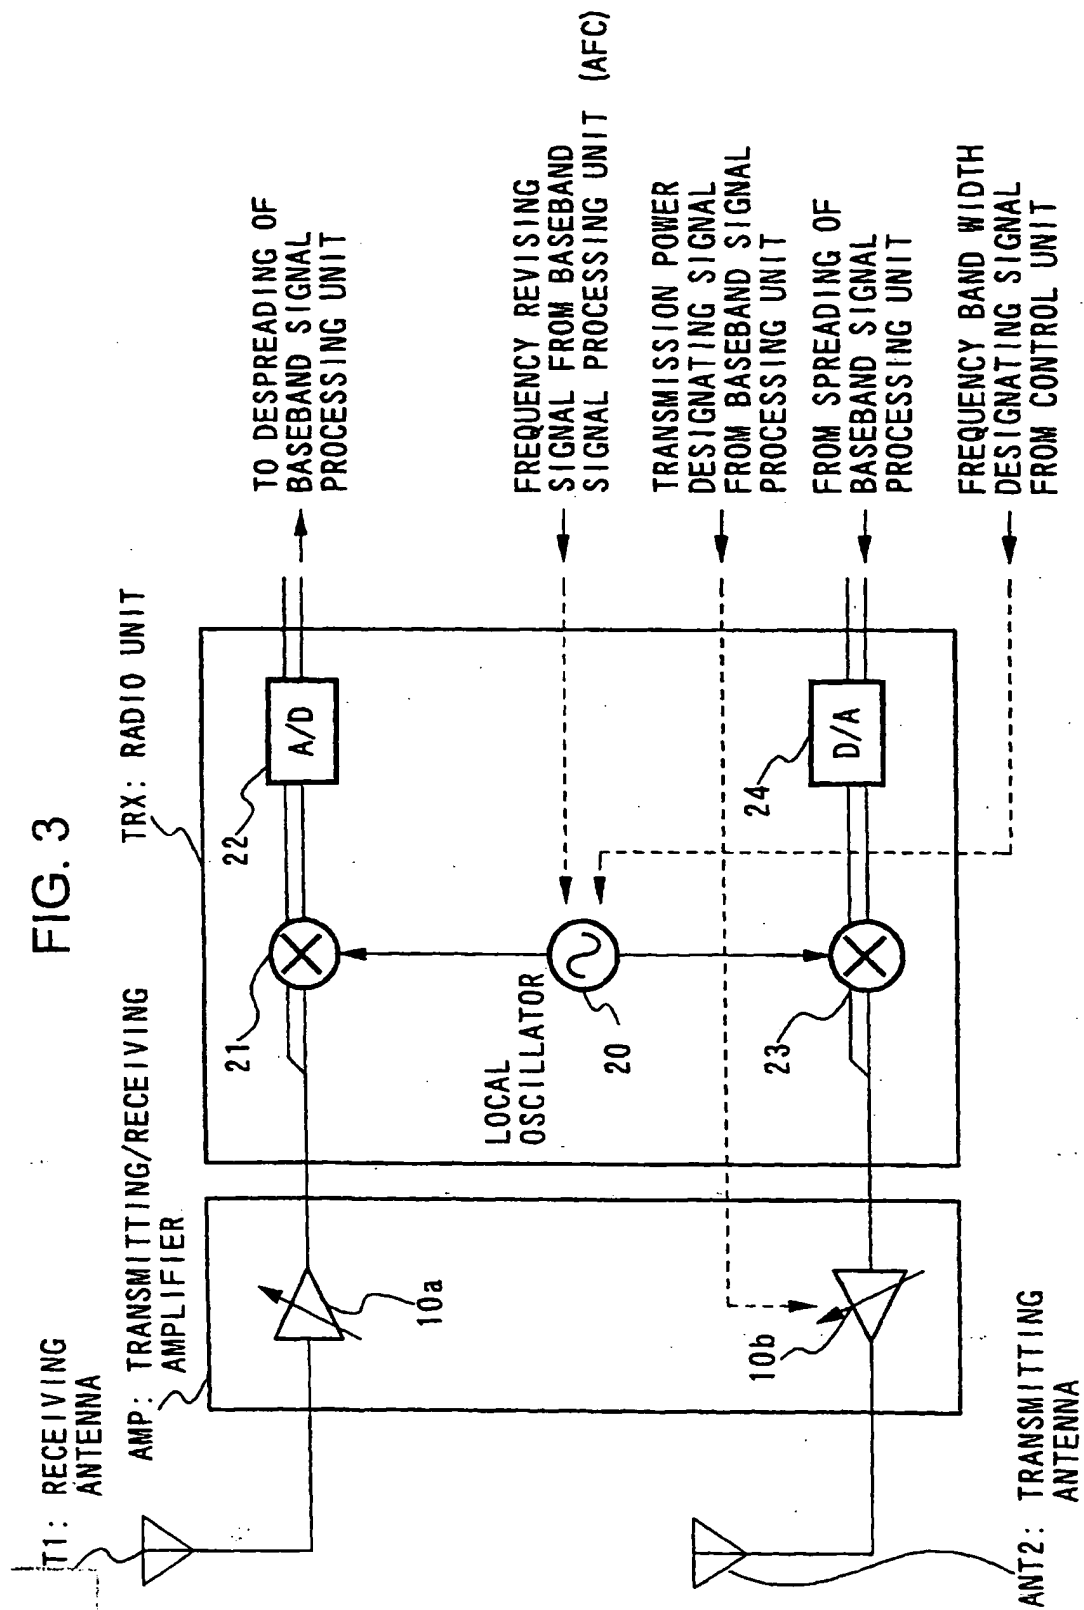 FIG. 3
T1: RECEIVING
ANTENNA
AMP: TRANSMITTING/RECEIVING
AMPLIFIER
TRX: RADIO UNIT
10a
21
22
A/D
TO DESPREADING OF
BASEBAND SIGNAL
PROCESSING UNIT
LOCAL
OSCILLATOR
20
FREQUENCY REVISING
SIGNAL FROM BASEBAND
SIGNAL PROCESSING UNIT (AFC)
TRANSMISSION POWER
DESIGNATING SIGNAL
FROM BASEBAND SIGNAL
PROCESSING UNIT
10b
23
24
D/A
FROM SPREADING OF
BASEBAND SIGNAL
PROCESSING UNIT
FREQUENCY BAND WIDTH
DESIGNATING SIGNAL
FROM CONTROL UNIT
ANT2: TRANSMITTING
ANTENNA